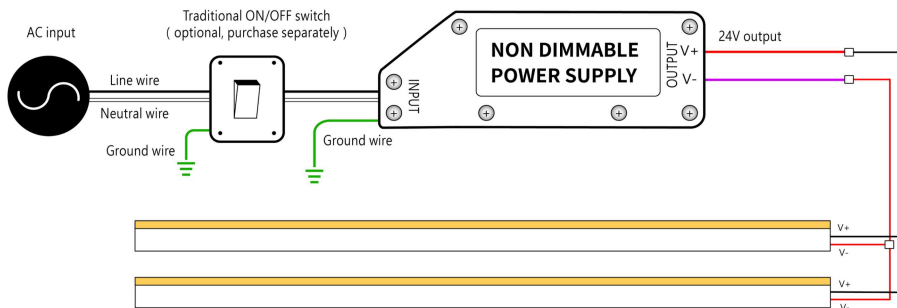 AC input
Traditional ON/OFF switch
( optional, purchase separately )
Line wire
Neutral wire
Ground wire
Ground wire
INPUT
NON DIMMABLE
POWER SUPPLY
OUTPUT
V+
V-
24V output
V+
V-
V+
V-